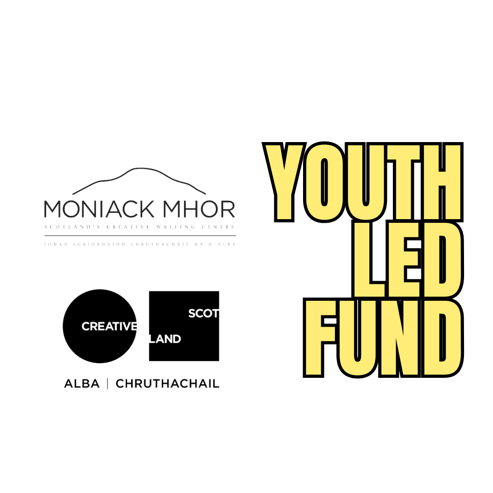 MONIACK MHOR
SCOTLAND'S CREATIVE WRITING CENTRE
CREATIVE
SCOT
LAND
ALBA | CHRUTHACHAIL
YOUTH
LED
FUND